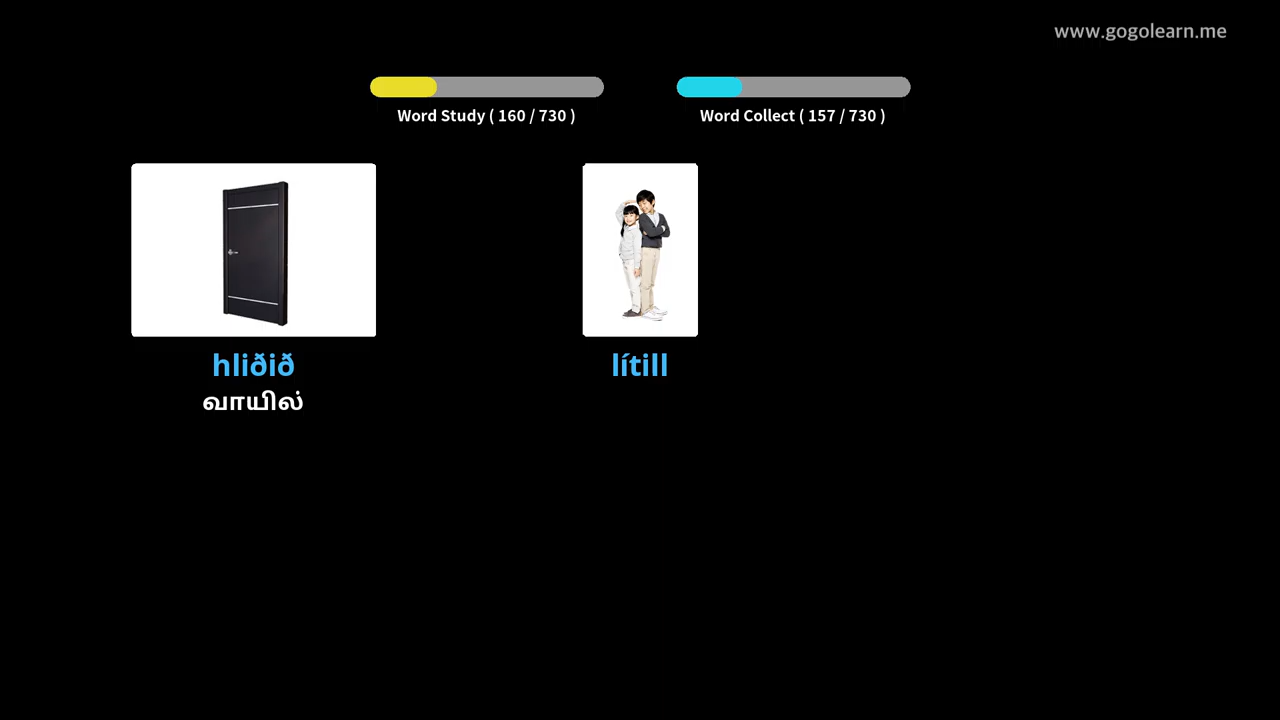 www.gogolearn.me
Word Study ( 160 / 730 )
Word Collect ( 157 / 730 )
hliðið
வாயில்
lítill